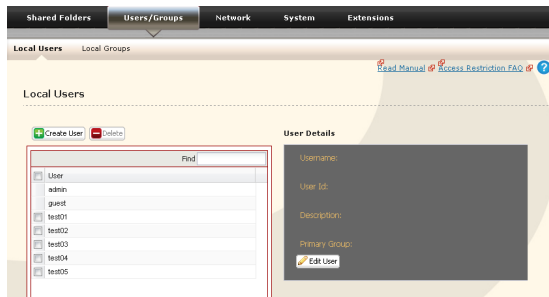 Shared Folders Users/Groups Network System Extensions
Local Users Local Groups
Read Manual Access Restriction FAQ ?
Local Users
Create User Delete
User Details
Find
User
admin
guest
test01
test02
test03
test04
test05
Username:
User Id:
Description:
Primary Group:
Edit User